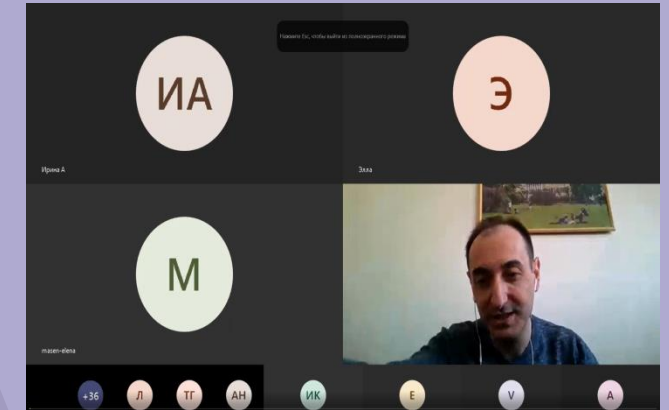 Нажмите Esc, чтобы выйти из полноэкранного режима
ИА
Э
Ирина А
Элла
М
masen-elena
+36
Л
ТГ
АН
ИК
Е
V
А